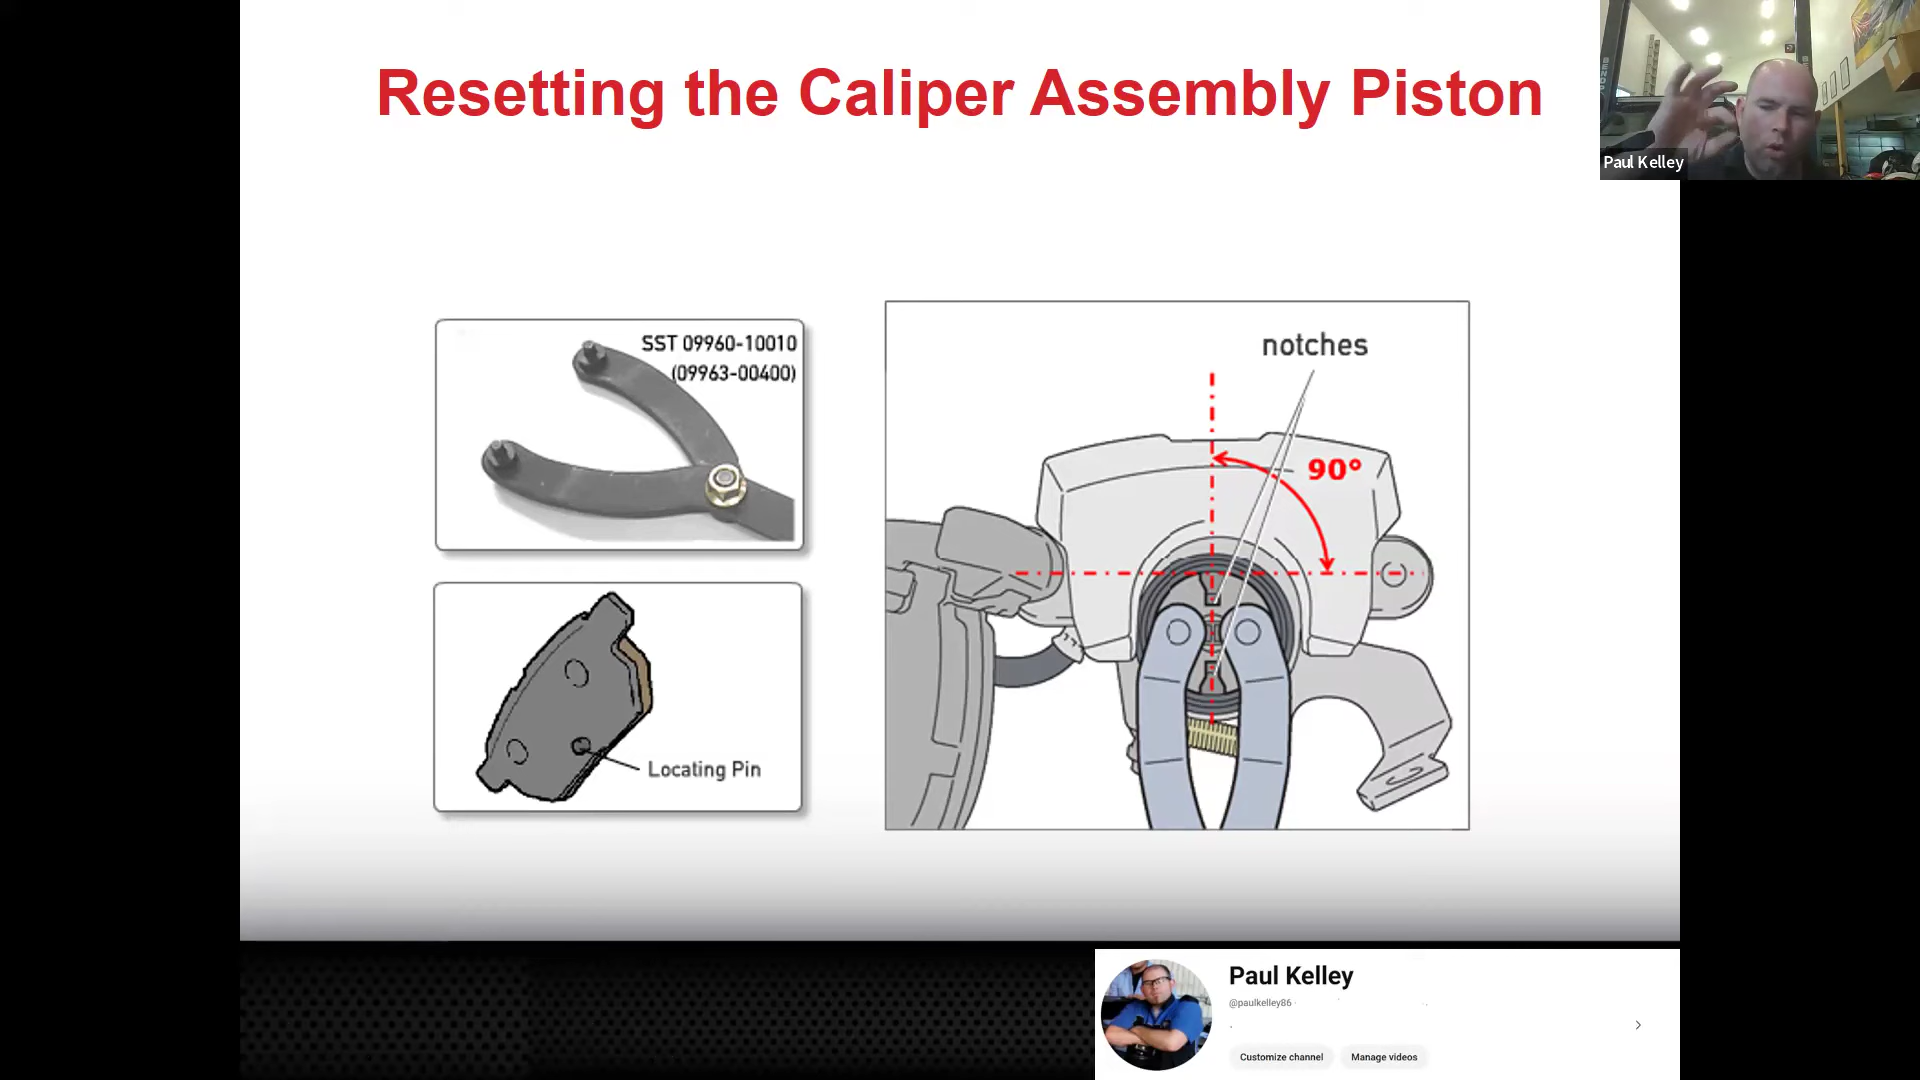 Resetting the Caliper Assembly Piston
Paul Kelley
SST 09960-10010
(09963-00400)
notches
90°
Locating Pin
Paul Kelley
@paulkelley86
Customize channel
Manage videos